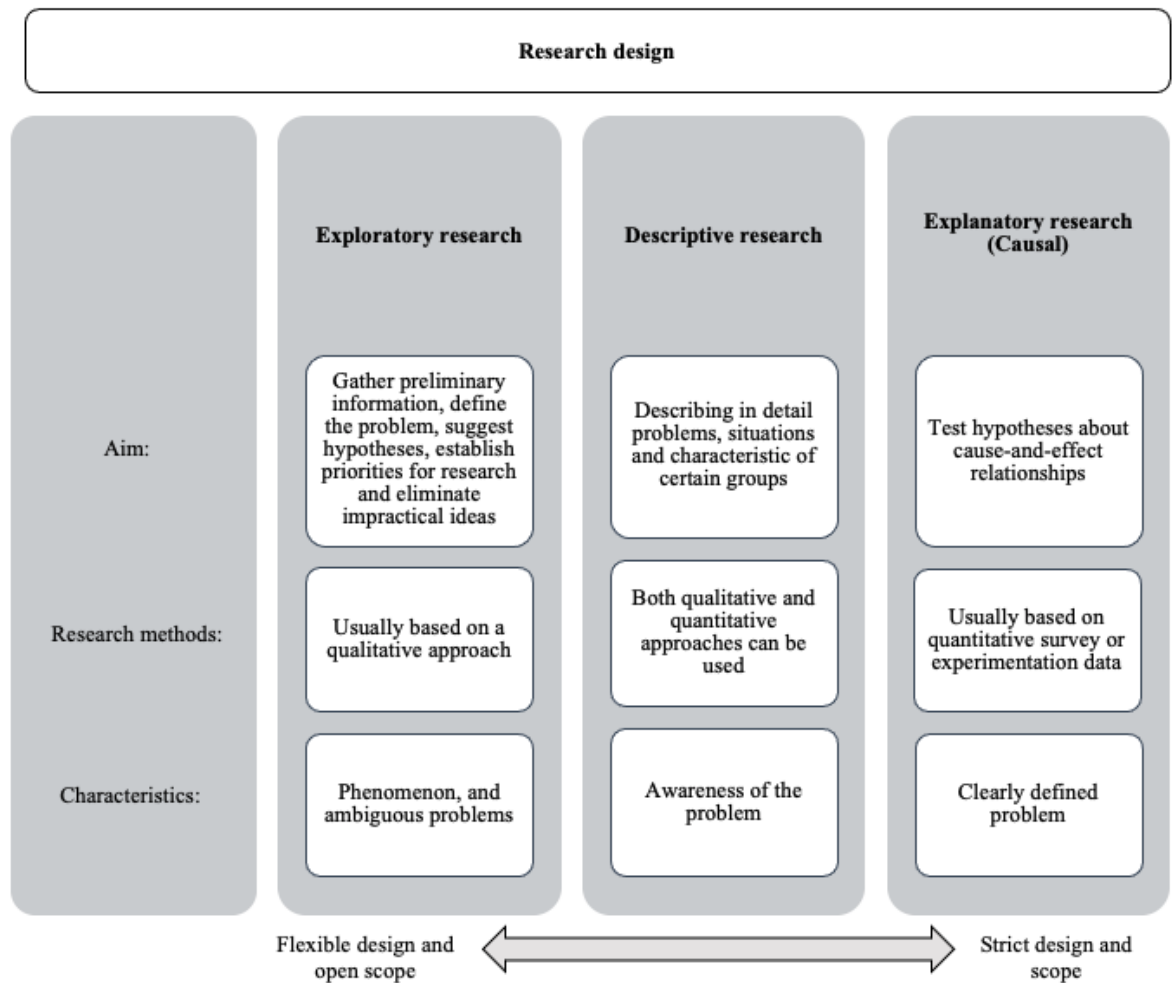 Research design
Exploratory research
Descriptive research
Explanatory research
(Causal)
Aim:
Gather preliminary
information, define
the problem, suggest
hypotheses, establish
priorities for research
and eliminate
impractical ideas
Describing in detail
problems, situations
and characteristic of
certain groups
Test hypotheses about
cause-and-effect
relationships
Research methods:
Usually based on a
qualitative approach
Both qualitative and
quantitative
approaches can be
used
Usually based on
quantitative survey or
experimentation data
Characteristics:
Phenomenon, and
ambiguous problems
Awareness of the
problem
Clearly defined
problem
Flexible design and
open scope
Strict design and
scope